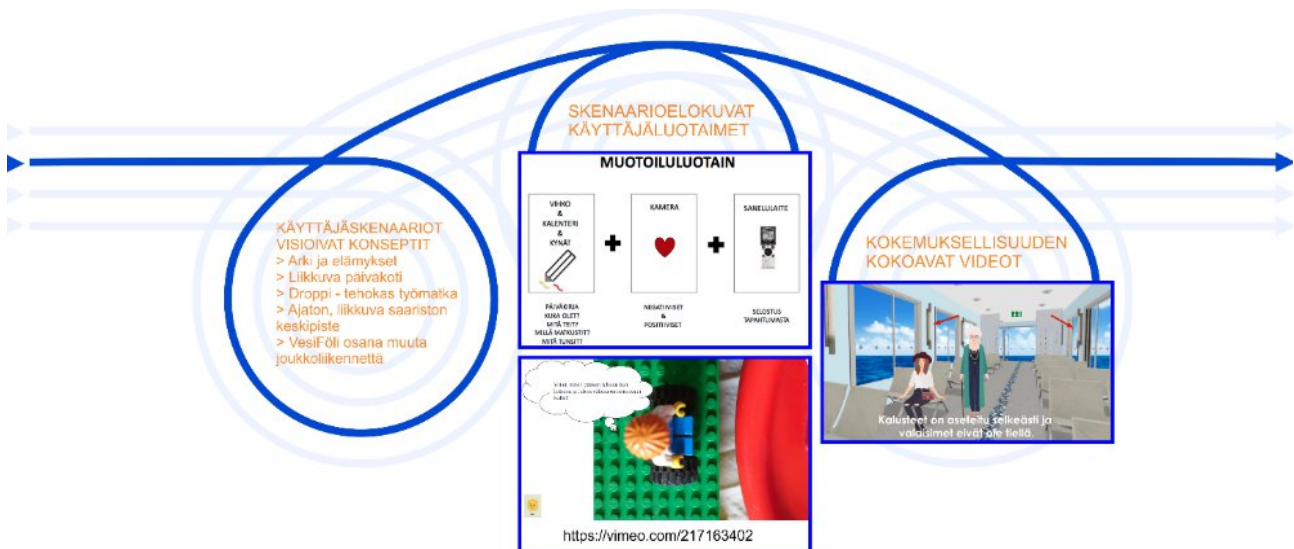 KÄYTTÄJÄSKENAARIOT
VISIOIVAT KONSEPTIT
> Arki ja elämykset
> Liikkuva päiväkoti
> Droppi - tehokas työmatka
> Ajaton, liikkuva saariston
keskipiste
> VesiFöli osana muuta
joukkoliikennettä
SKENAARIOELOKUVAT
KÄYTTÄJÄLUOTAIMET
MUOTOILULUOTAIN
VIHKO
&
KALENTERI
&
KYNÄT
+
KAMERA
+
SANELULAITE
PÄIVÄKIRJA
KUKA OLET?
MITÄ TEIT?
MILLÄ MATKUSTIT?
MITÄ TUNSIT?
NEGATIIVISET
&
POSITIIVISET
SELOSTUS
TAPAHTUMASTA
https://vimeo.com/217163402
KOKEMUKSELLISUUDEN
KOKOAVAT VIDEOT
Kalusteet on aseteltu selkeästi ja
valaisimet eivät ole tiellä.